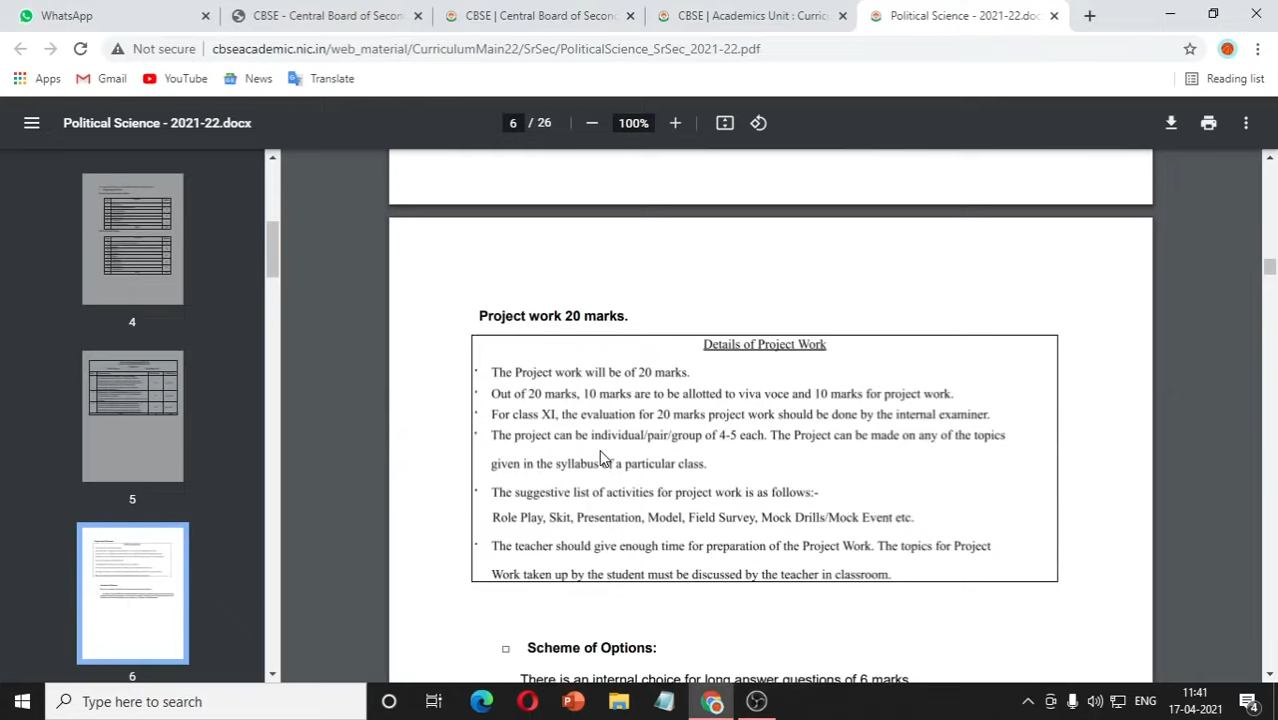 WhatsApp
CBSE - Central Board of Secon
CBSE | Central Board of Secon
CBSE | Academics Unit : Curric
Political Science - 2021-22.doc
Not secure
cbseacademic.nic.in/web_material/CurriculumMain22/SrSec/PoliticalScience_SrSec_2021-22.pdf
Apps
Gmail
YouTube
News
Translate
Reading list
Political Science - 2021-22.docx
6 / 26
100%
4
5
6
Project work 20 marks.
Details of Project Work
· The Project work will be of 20 marks.
· Out of 20 marks, 10 marks are to be allotted to viva voce and 10 marks for project work.
· For class XI, the evaluation for 20 marks project work should be done by the internal examiner.
· The project can be individual/pair/group of 4-5 each. The Project can be made on any of the topics
given in the syllabus of a particular class.
· The suggestive list of activities for project work is as follows:-
Role Play, Skit, Presentation, Model, Field Survey, Mock Drills/Mock Event etc.
· The teacher should give enough time for preparation of the Project Work. The topics for Project
Work taken up by the student must be discussed by the teacher in classroom.
Scheme of Options:
There is an internal choice for long answer questions of 6 marks.
Type here to search
ENG
11:41
17-04-2021
4